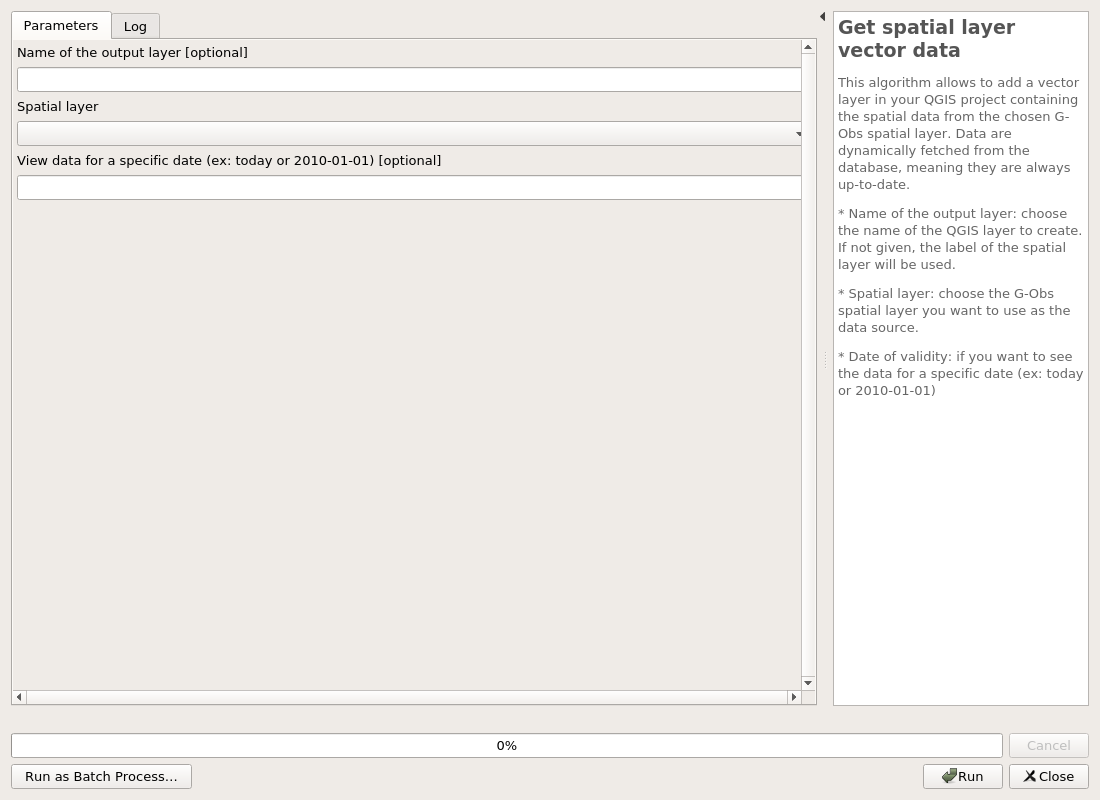 Parameters
Log
Name of the output layer [optional]
Spatial layer
View data for a specific date (ex: today or 2010-01-01) [optional]
Get spatial layer
vector data
This algorithm allows to add a vector
layer in your QGIS project containing
the spatial data from the chosen G-
Obs spatial layer. Data are
dynamically fetched from the
database, meaning they are always
up-to-date.
* Name of the output layer: choose
the name of the QGIS layer to create.
If not given, the label of the spatial
layer will be used.
* Spatial layer: choose the G-Obs
spatial layer you want to use as the
data source.
* Date of validity: if you want to see
the data for a specific date (ex: today
or 2010-01-01)
0%
Cancel
Run as Batch Process…
Run
Close